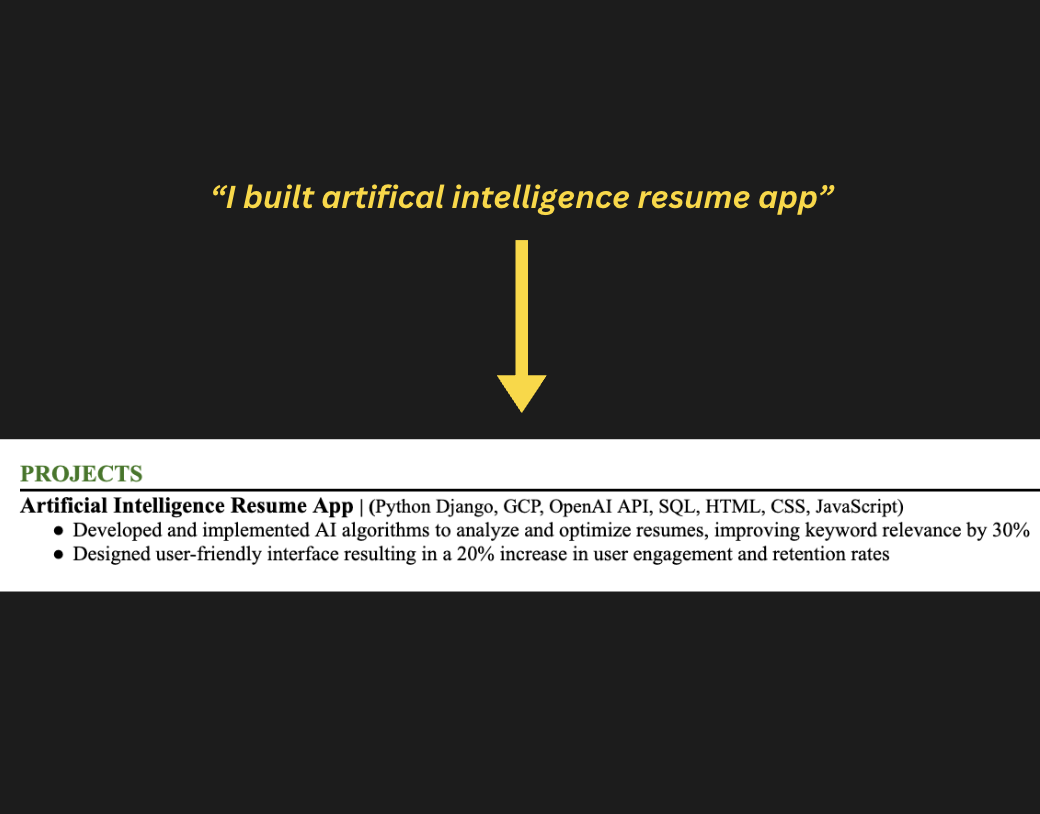 “I built artifical intelligence resume app”
PROJECTS
Artificial Intelligence Resume App | (Python Django, GCP, OpenAI API, SQL, HTML, CSS, JavaScript)
● Developed and implemented AI algorithms to analyze and optimize resumes, improving keyword relevance by 30%
● Designed user-friendly interface resulting in a 20% increase in user engagement and retention rates